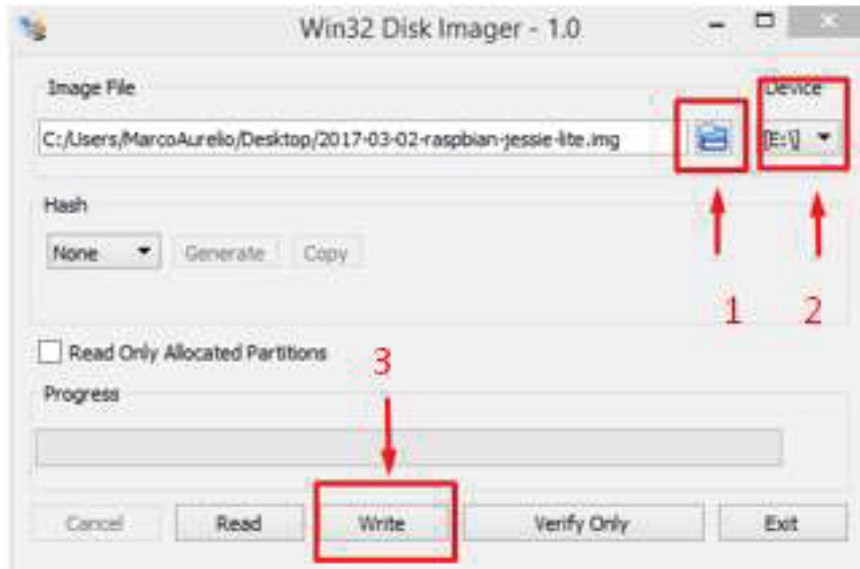 Win32 Disk Imager - 1.0
Image File
Device
C:/Users/MarcoAurelio/Desktop/2017-03-02-raspbian-jessie-lite.img
[E:\]
Hash
None
Generate
Copy
1
2
Read Only Allocated Partitions
3
Progress
Cancel
Read
Write
Verify Only
Exit